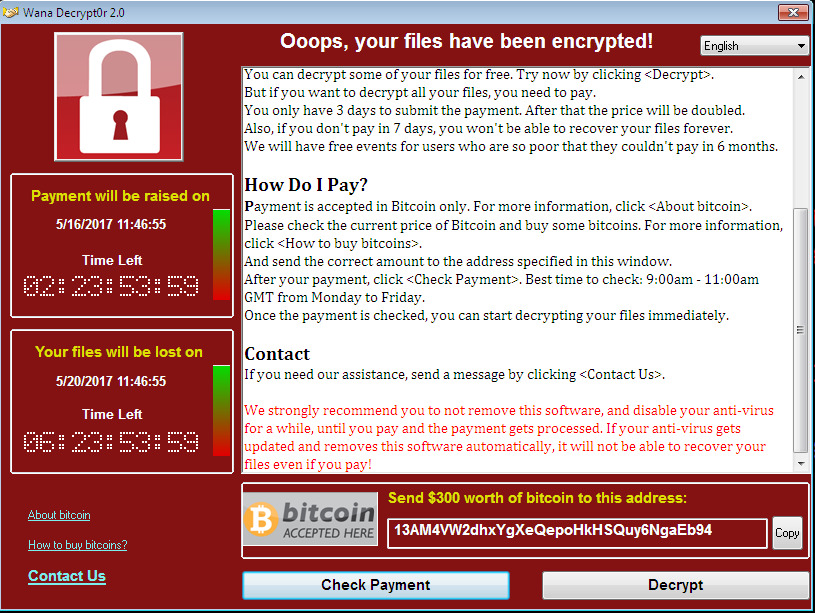 Wana Decrypt0r 2.0
Ooops, your files have been encrypted!
English
Payment will be raised on
5/16/2017 11:46:55
Time Left
02:23:53:59
Your files will be lost on
5/20/2017 11:46:55
Time Left
06:23:53:59
About bitcoin
How to buy bitcoins?
Contact Us
You can decrypt some of your files for free. Try now by clicking <Decrypt>.
But if you want to decrypt all your files, you need to pay.
You only have 3 days to submit the payment. After that the price will be doubled.
Also, if you don't pay in 7 days, you won't be able to recover your files forever.
We will have free events for users who are so poor that they couldn't pay in 6 months.
How Do I Pay?
Payment is accepted in Bitcoin only. For more information, click <About bitcoin>.
Please check the current price of Bitcoin and buy some bitcoins. For more information,
click <How to buy bitcoins>.
And send the correct amount to the address specified in this window.
After your payment, click <Check Payment>. Best time to check: 9:00am - 11:00am
GMT from Monday to Friday.
Once the payment is checked, you can start decrypting your files immediately.
Contact
If you need our assistance, send a message by clicking <Contact Us>.
We strongly recommend you to not remove this software, and disable your anti-virus
for a while, until you pay and the payment gets processed. If your anti-virus gets
updated and removes this software automatically, it will not be able to recover your
files even if you pay!
bitcoin
ACCEPTED HERE
Send $300 worth of bitcoin to this address:
13AM4VW2dhxYgXeQepoHkHSQuy6NgaEb94
Copy
Check Payment
Decrypt